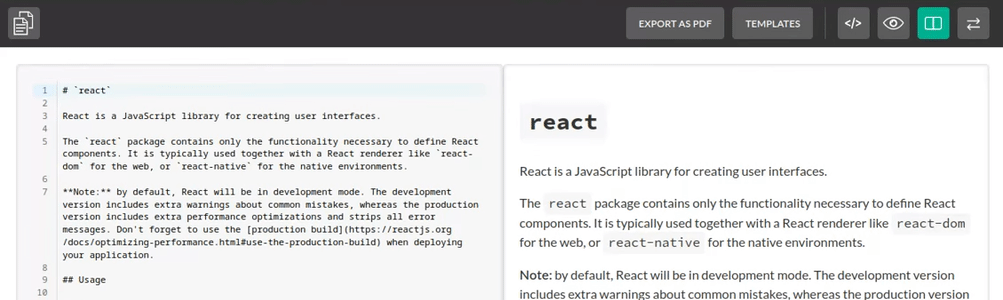 EXPORT AS PDF TEMPLATES </>
1 # `react`
2
3 React is a JavaScript library for creating user interfaces.
4
5 The `react` package contains only the functionality necessary to define React
components. It is typically used together with a React renderer like `react-
dom` for the web, or `react-native` for the native environments.
6
7 **Note:** by default, React will be in development mode. The development
version includes extra warnings about common mistakes, whereas the production
version includes extra performance optimizations and strips all error
messages. Don't forget to use the [production build](https://reactjs.org
/docs/optimizing-performance.html#use-the-production-build) when deploying
your application.
8
9 ## Usage
10
react
React is a JavaScript library for creating user interfaces.
The react package contains only the functionality necessary to define React
components. It is typically used together with a React renderer like react-dom
for the web, or react-native for the native environments.
Note: by default, React will be in development mode. The development version
includes extra warnings about common mistakes, whereas the production version